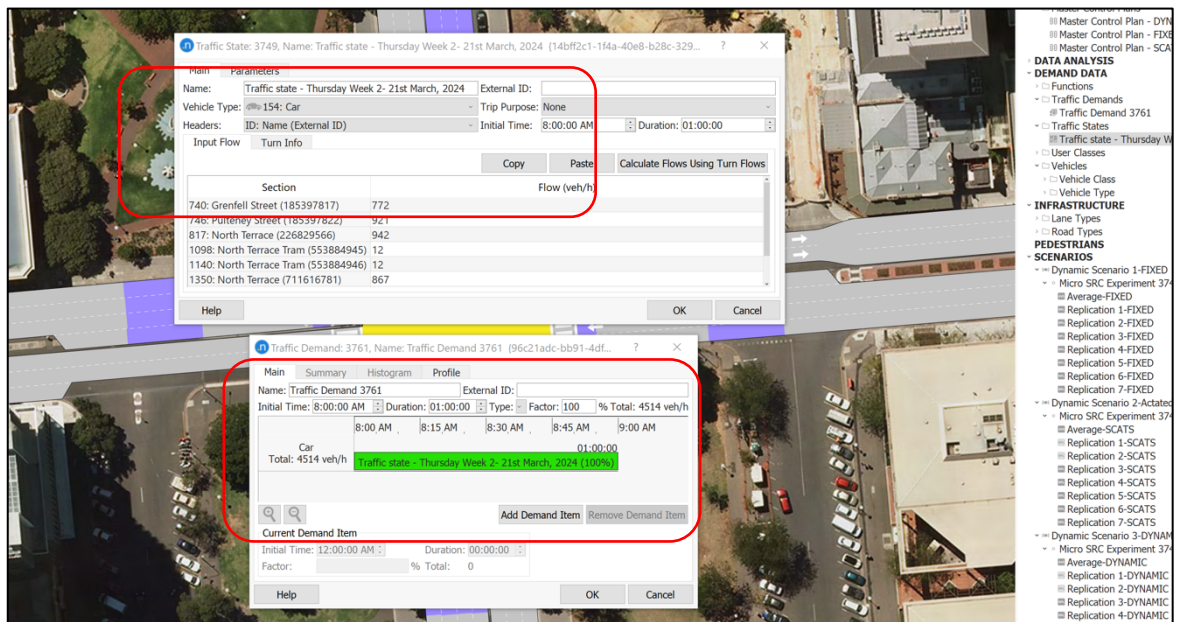 Traffic State: 3749, Name: Traffic state - Thursday Week 2- 21st March, 2024 {14bff2c1-1f4a-40e8-b28c-329... ? ×
Main Parameters
Name: Traffic state - Thursday Week 2- 21st March, 2024 External ID:
Vehicle Type: 154: Car Trip Purpose: None
Headers: ID: Name (External ID) Initial Time: 8:00:00 AM Duration: 01:00:00
Input Flow Turn Info
Copy Paste Calculate Flows Using Turn Flows
Section Flow (veh/h)
740: Grenfell Street (185397817) 772
746: Pulteney Street (185397822) 921
817: North Terrace (226829566) 942
1098: North Terrace Tram (553884945) 12
1140: North Terrace Tram (553884946) 12
1350: North Terrace (711616781) 867
Help OK Cancel
Traffic Demand: 3761, Name: Traffic Demand 3761 {96c21adc-bb91-4df... ? ×
Main Summary Histogram Profile
Name: Traffic Demand 3761 External ID:
Initial Time: 8:00:00 AM Duration: 01:00:00 Type: Factor: 100 % Total: 4514 veh/h
8:00 AM 8:15 AM 8:30 AM 8:45 AM 9:00 AM
Car 01:00:00
Total: 4514 veh/h Traffic state - Thursday Week 2- 21st March, 2024 (100%)
Add Demand Item Remove Demand Item
Current Demand Item
Initial Time: 12:00:00 AM Duration: 00:00:00
Factor: % Total: 0
Help OK Cancel
Master Control Plan - DYN
Master Control Plan - FIXE
Master Control Plan - SCA
DATA ANALYSIS
DEMAND DATA
Functions
Traffic Demands
Traffic Demand 3761
Traffic States
Traffic state - Thursday W
User Classes
Vehicles
Vehicle Class
Vehicle Type
INFRASTRUCTURE
Lane Types
Road Types
PEDESTRIANS
SCENARIOS
Dynamic Scenario 1-FIXED
Micro SRC Experiment 374
Average-FIXED
Replication 1-FIXED
Replication 2-FIXED
Replication 3-FIXED
Replication 4-FIXED
Replication 5-FIXED
Replication 6-FIXED
Replication 7-FIXED
Dynamic Scenario 2-Actated
Micro SRC Experiment 374
Average-SCATS
Replication 1-SCATS
Replication 2-SCATS
Replication 3-SCATS
Replication 4-SCATS
Replication 5-SCATS
Replication 6-SCATS
Replication 7-SCATS
Dynamic Scenario 3-DYNAM
Micro SRC Experiment 374
Average-DYNAMIC
Replication 1-DYNAMIC
Replication 2-DYNAMIC
Replication 3-DYNAMIC
Replication 4-DYNAMIC